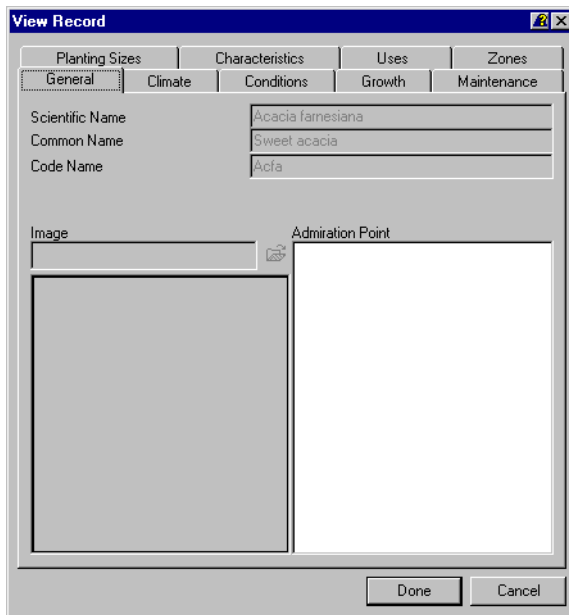 View Record
Planting Sizes Characteristics Uses Zones
General Climate Conditions Growth Maintenance
Scientific Name Acacia farnesiana
Common Name Sweet acacia
Code Name Acfa
Image Admiration Point
Done Cancel